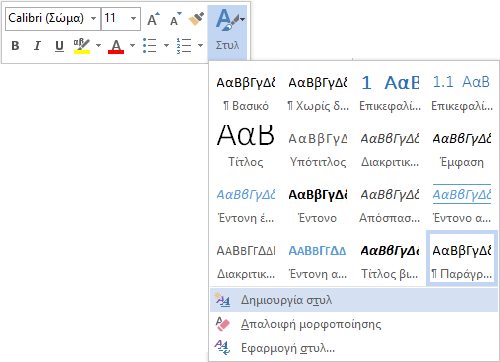 Calibri (Σώμα) 11
B I U Στυλ
ΑαΒβΓγΔδ ΑαΒβΓγΔδ 1 ΑαΒ 1.1 ΑαΒ
¶ Βασικό ¶ Χωρίς δ... Επικεφαλί... Επικεφαλί...
ΑαΒ ΑαΒβΓγΔδ ΑαΒβΓγΔδ ΑαΒβΓγΔδ
Τίτλος Υπότιτλος Διακριτικ... Έμφαση
ΑαΒβΓγΔδ ΑαΒβΓγΔδ ΑαΒβΓγΔδ ΑαΒβΓγΔδ
Έντονη έ... Έντονο Απόσπασ... Έντονο α...
ΑΑΒΒΓΓΔΔ ΑΑΒΒΓΓΔΔ ΑαΒβΓγΔδ ΑαΒβΓγΔδ
Διακριτικ... Έντονη α... Τίτλος βι... ¶ Παράγρ...
Δημιουργία στυλ
Απαλοιφή μορφοποίησης
Εφαρμογή στυλ...